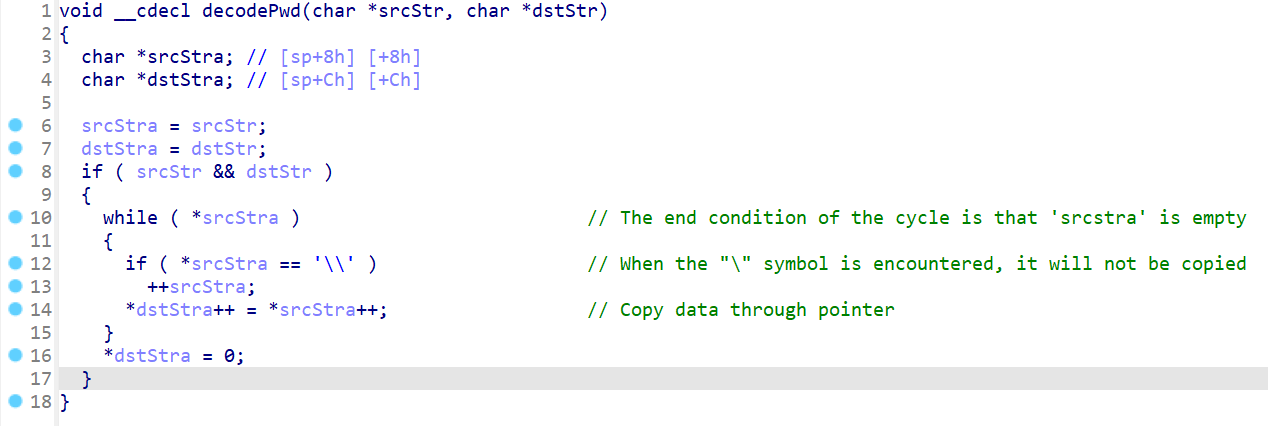 1 void __cdecl decodePwd(char *srcStr, char *dstStr)
2 {
3   char *srcStra; // [sp+8h] [+8h]
4   char *dstStra; // [sp+Ch] [+Ch]
5
6   srcStra = srcStr;
7   dstStra = dstStr;
8   if ( srcStr && dstStr )
9   {
10     while ( *srcStra )                          // The end condition of the cycle is that 'srcstra' is empty
11     {
12       if ( *srcStra == '\\' )                   // When the "\" symbol is encountered, it will not be copied
13         ++srcStra;
14       *dstStra++ = *srcStra++;                  // Copy data through pointer
15     }
16     *dstStra = 0;
17   }
18 }